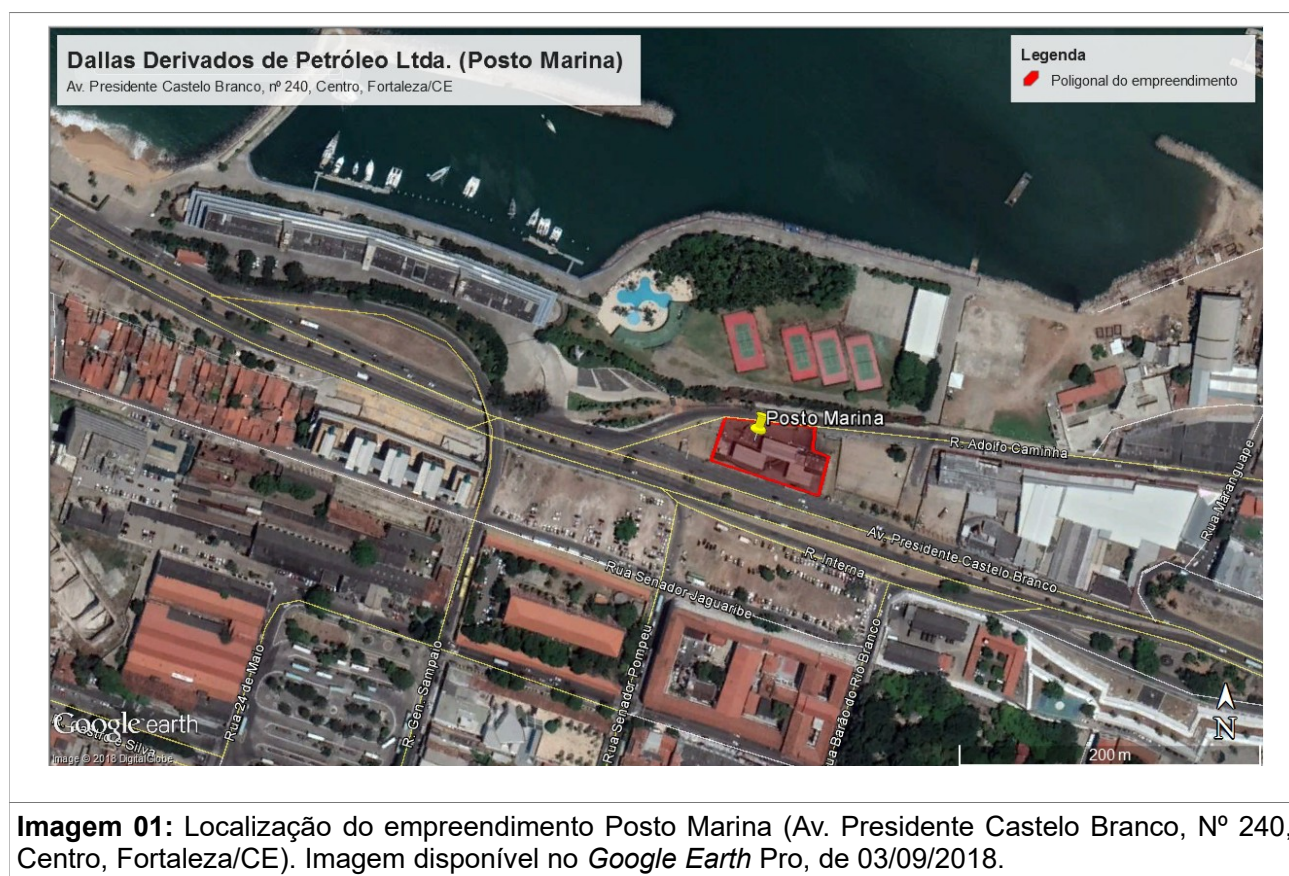 Dallas Derivados de Petróleo Ltda. (Posto Marina)
Av. Presidente Castelo Branco, nº 240, Centro, Fortaleza/CE
Legenda
Poligonal do empreendimento
Posto Marina
R. Adolfo Caminha
Rua Maranguape
Av. Presidente Castelo Branco
R. Interna
Rua Senador Jaguaribe
Rua Barão do Rio Branco
Rua Senador Pompeu
R. Gen. Sampaio
Rua 24 de Maio
Google earth
e Silva
Image © 2018 DigitalGlobe
N
200 m
Imagem 01: Localização do empreendimento Posto Marina (Av. Presidente Castelo Branco, Nº 240,
Centro, Fortaleza/CE). Imagem disponível no Google Earth Pro, de 03/09/2018.